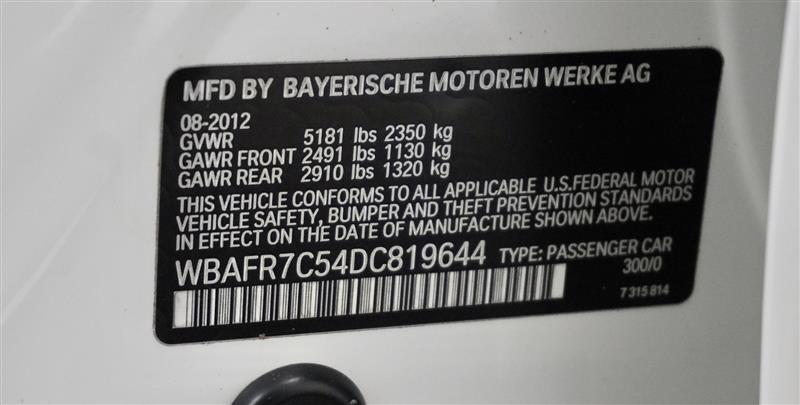 MFD BY BAYERISCHE MOTOREN WERKE AG
08-2012
GVWR 5181 lbs 2350 kg
GAWR FRONT 2491 lbs 1130 kg
GAWR REAR 2910 lbs 1320 kg
THIS VEHICLE CONFORMS TO ALL APPLICABLE U.S.FEDERAL MOTOR
VEHICLE SAFETY, BUMPER AND THEFT PREVENTION STANDARDS
IN EFFECT ON THE DATE OF MANUFACTURE SHOWN ABOVE.
WBAFR7C54DC819644 TYPE: PASSENGER CAR
300/0
7 315 814